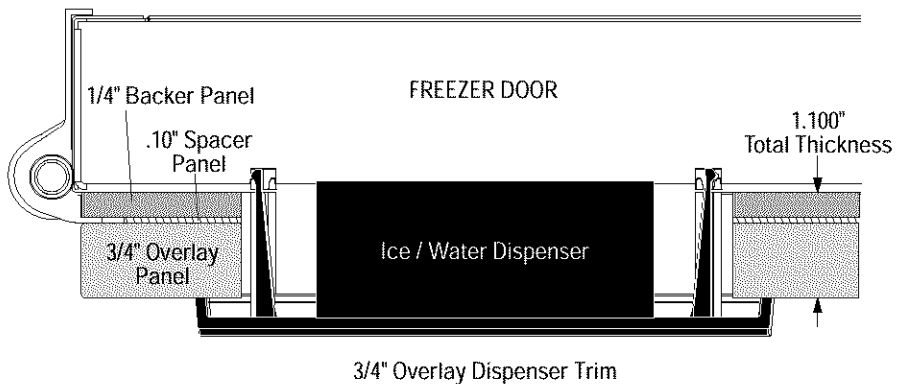 FREEZER DOOR
1/4" Backer Panel
.10" Spacer
Panel
1.100"
Total Thickness
3/4" Overlay
Panel
Ice / Water Dispenser
3/4" Overlay Dispenser Trim